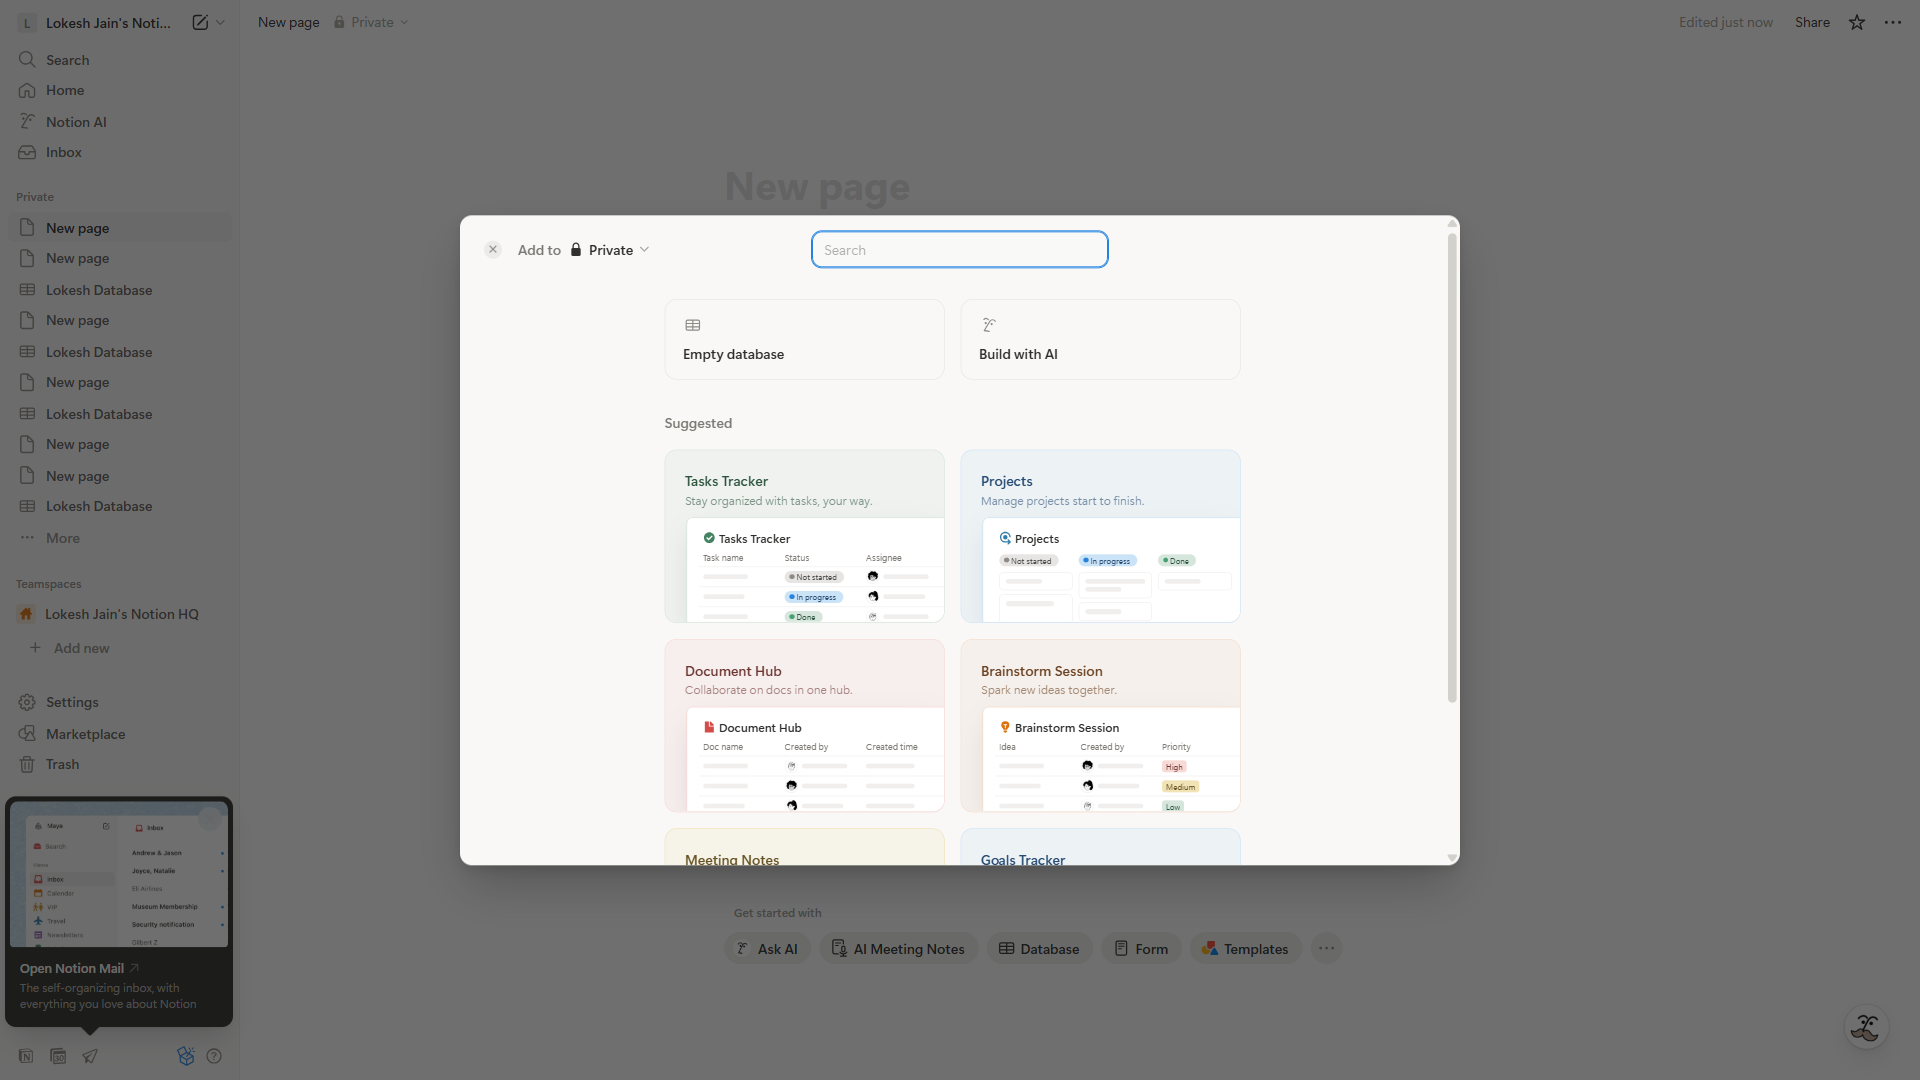 L Lokesh Jain's Noti...
Search
Home
Notion AI
Inbox
Private
New page
New page
Lokesh Database
New page
Lokesh Database
New page
Lokesh Database
New page
New page
Lokesh Database
More
Teamspaces
Lokesh Jain's Notion HQ
Add new
Settings
Marketplace
Trash
Maya
Search
Inbox
Calendar
VIP
Travel
Newsletters
Inbox
Andrew & Jason
Joyce, Natalie
Eli Airlines
Museum Membership
Security notification
Gilbert Z
Open Notion Mail
The self-organizing inbox, with
everything you love about Notion
New page Private
Edited just now Share
New page
Add to Private
Search
Empty database
Build with AI
Suggested
Tasks Tracker
Stay organized with tasks, your way.
Tasks Tracker
Task name Status Assignee
Not started
In progress
Done
Projects
Manage projects start to finish.
Projects
Not started In progress Done
Document Hub
Collaborate on docs in one hub.
Document Hub
Doc name Created by Created time
Brainstorm Session
Spark new ideas together.
Brainstorm Session
Idea Created by Priority
High
Medium
Low
Meeting Notes
Goals Tracker
Get started with
Ask AI
AI Meeting Notes
Database
Form
Templates